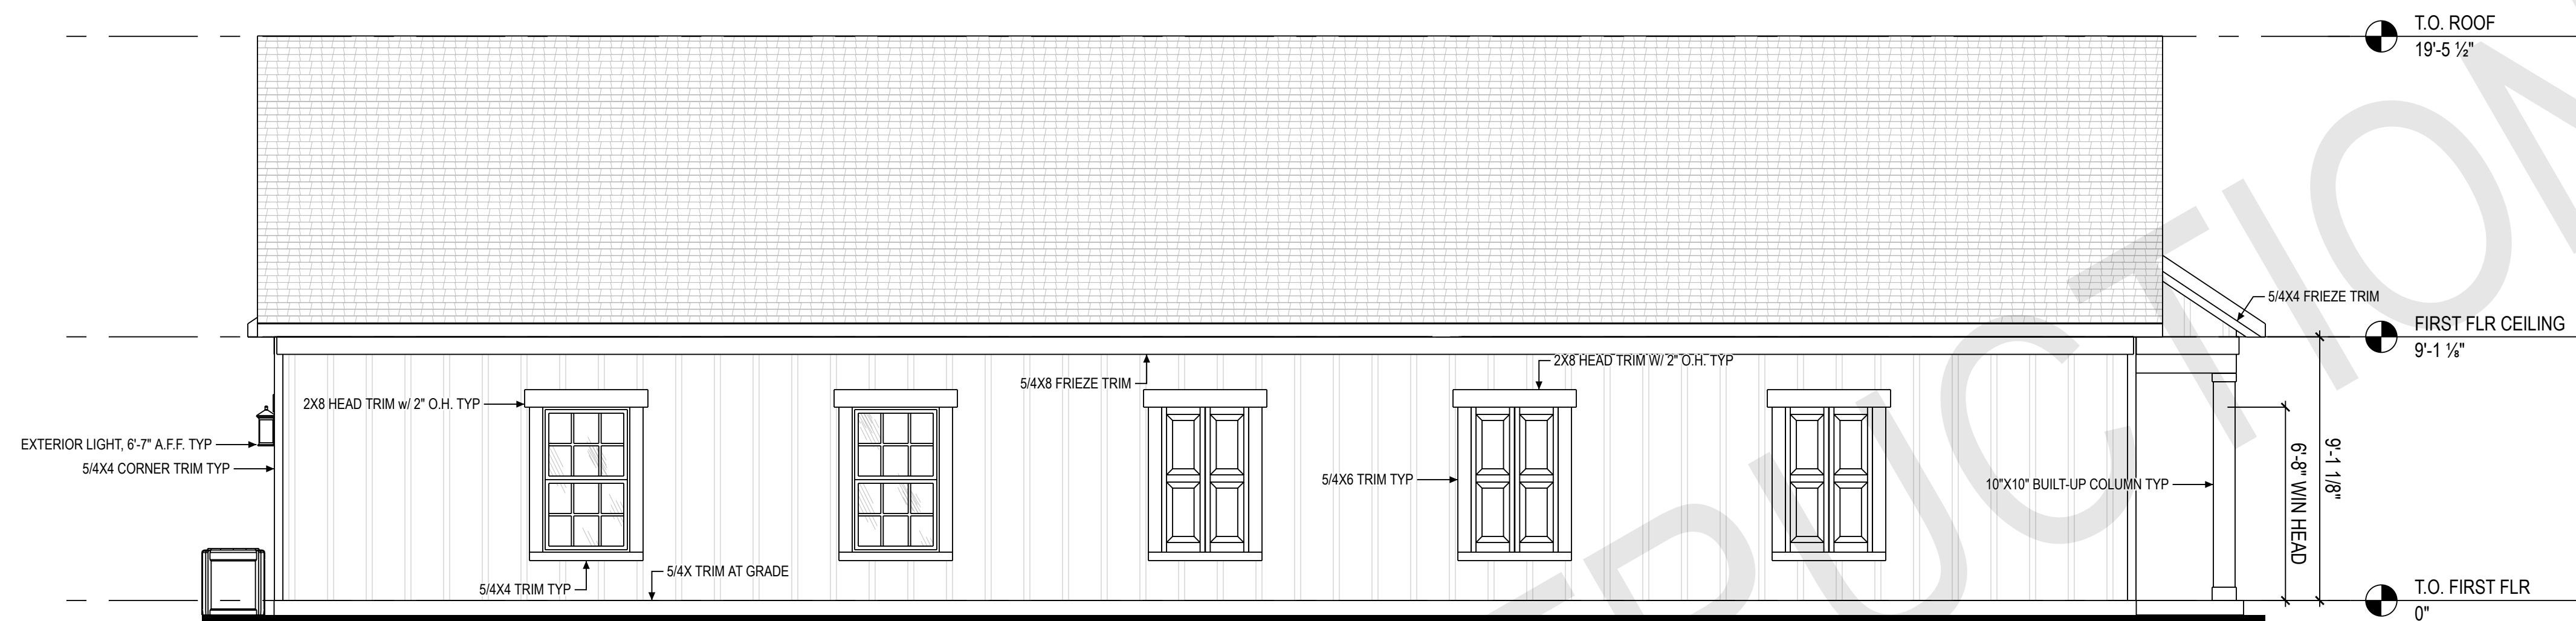 T.O. ROOF
19'-5 ½"
5/4X4 FRIEZE TRIM
FIRST FLR CEILING
9'-1 ⅛"
2X8 HEAD TRIM W/ 2" O.H. TYP
5/4X8 FRIEZE TRIM
2X8 HEAD TRIM w/ 2" O.H. TYP
EXTERIOR LIGHT, 6'-7" A.F.F. TYP
5/4X4 CORNER TRIM TYP
5/4X6 TRIM TYP
10"X10" BUILT-UP COLUMN TYP
6'-8" WIN HEAD
9'-1 1/8"
5/4X TRIM AT GRADE
5/4X4 TRIM TYP
T.O. FIRST FLR
0"
RUCTION